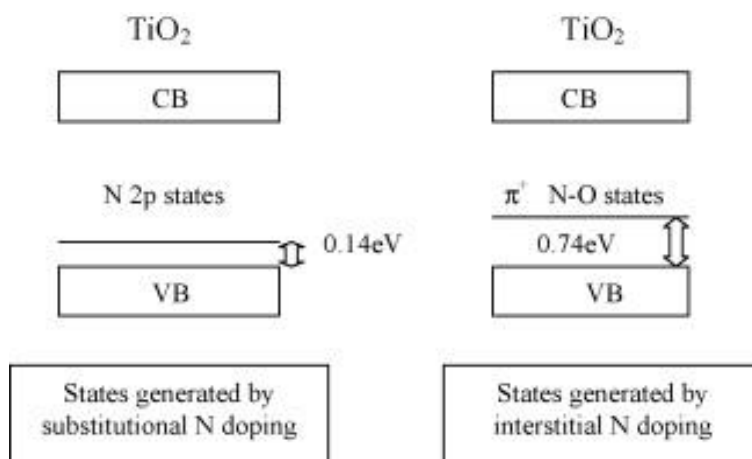 TiO₂
CB
N 2p states
0.14eV
VB
States generated by
substitutional N doping
TiO₂
CB
π* N-O states
0.74eV
VB
States generated by
interstitial N doping